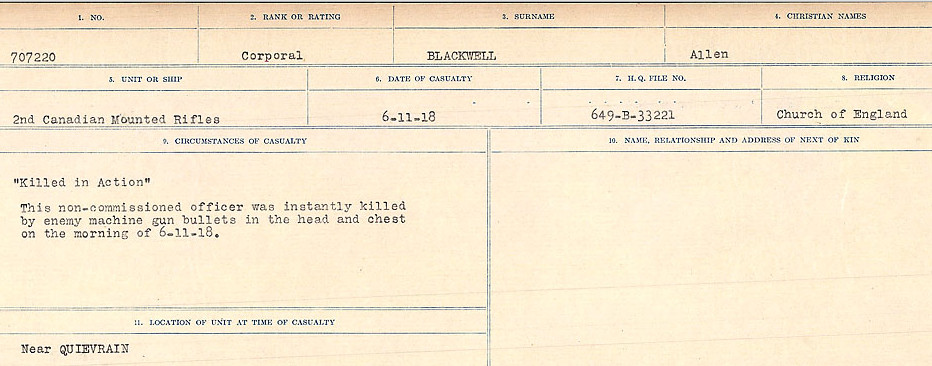 1. NO. 2. RANK OR RATING 3. SURNAME 4. CHRISTIAN NAMES
707220 Corporal BLACKWELL Allen
5. UNIT OR SHIP 6. DATE OF CASUALTY 7. H.Q. FILE NO. 8. RELIGION
2nd Canadian Mounted Rifles 6-11-18 649-B-33221 Church of England
9. CIRCUMSTANCES OF CASUALTY 10. NAME, RELATIONSHIP AND ADDRESS OF NEXT OF KIN
"Killed in Action"
This non-commissioned officer was instantly killed
by enemy machine gun bullets in the head and chest
on the morning of 6-11-18.
11. LOCATION OF UNIT AT TIME OF CASUALTY
Near QUIEVRAIN